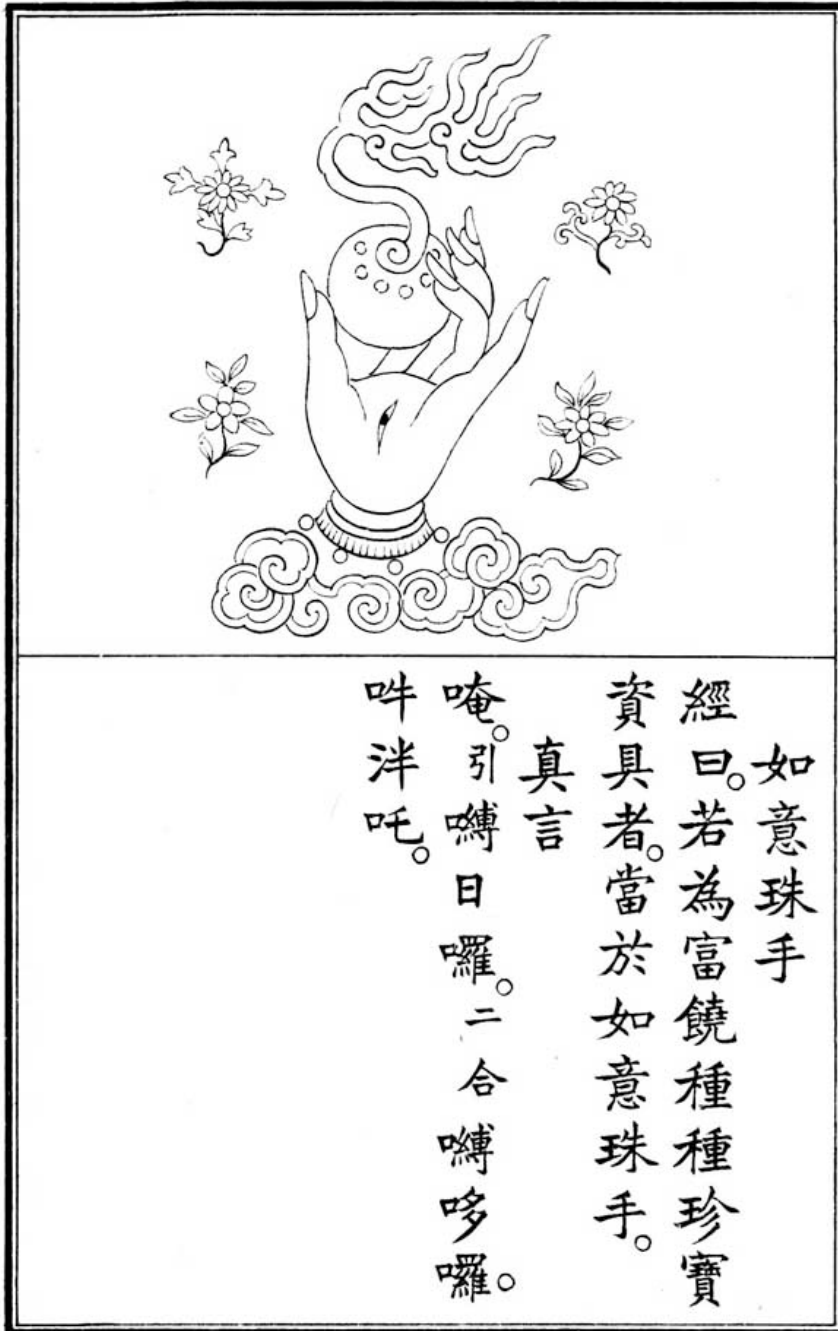 如意珠手
經曰。若為富饒種種珍寶
資具者。當於如意珠手。
真言
唵。引嚩日囉。二合嚩哆囉。
吽泮吒。